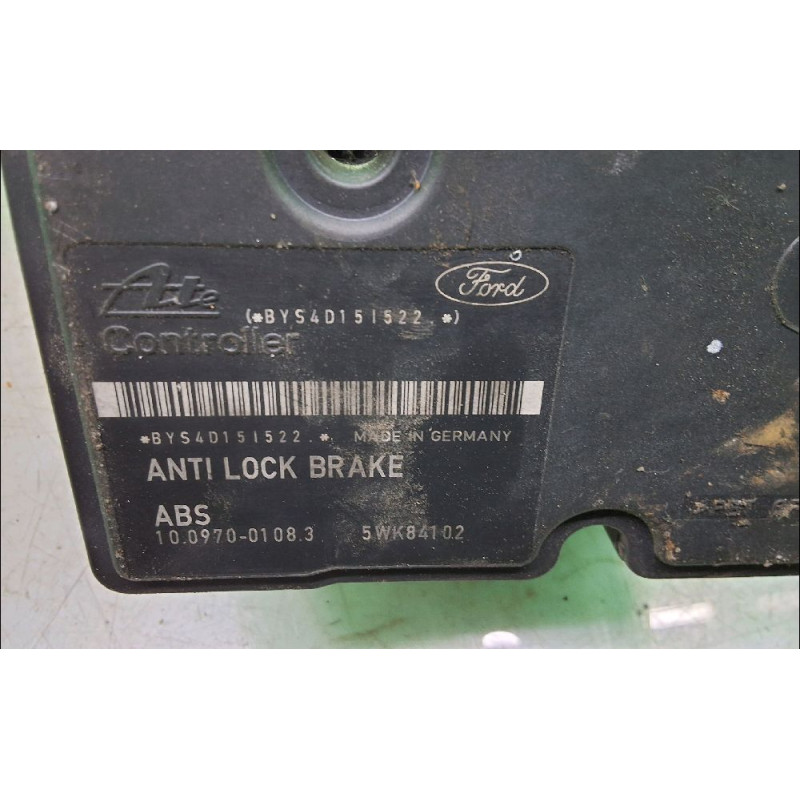 Ate
Ford
(*BYS4D151522.*)
Controller
*BYS4D151522.* MADE IN GERMANY
ANTI LOCK BRAKE
ABS
10.0970-0108.3 5WK84102